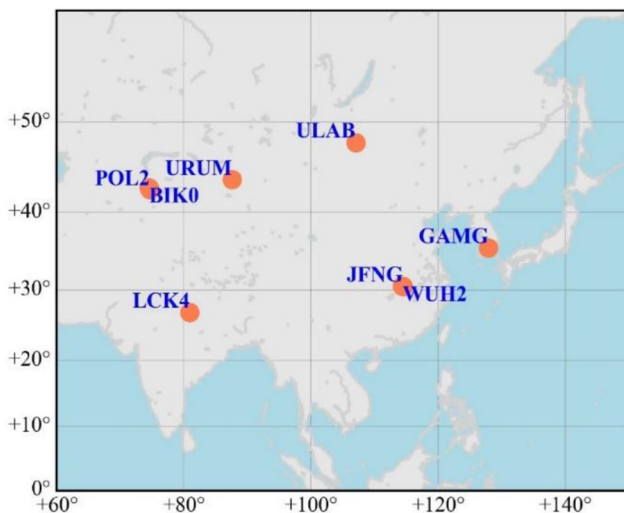 +50°
ULAB
URUM
POL2
BIK0
+40°
GAMG
JFNG
+30°
WUH2
LCK4
+20°
+10°
0°
+60°
+80°
+100°
+120°
+140°